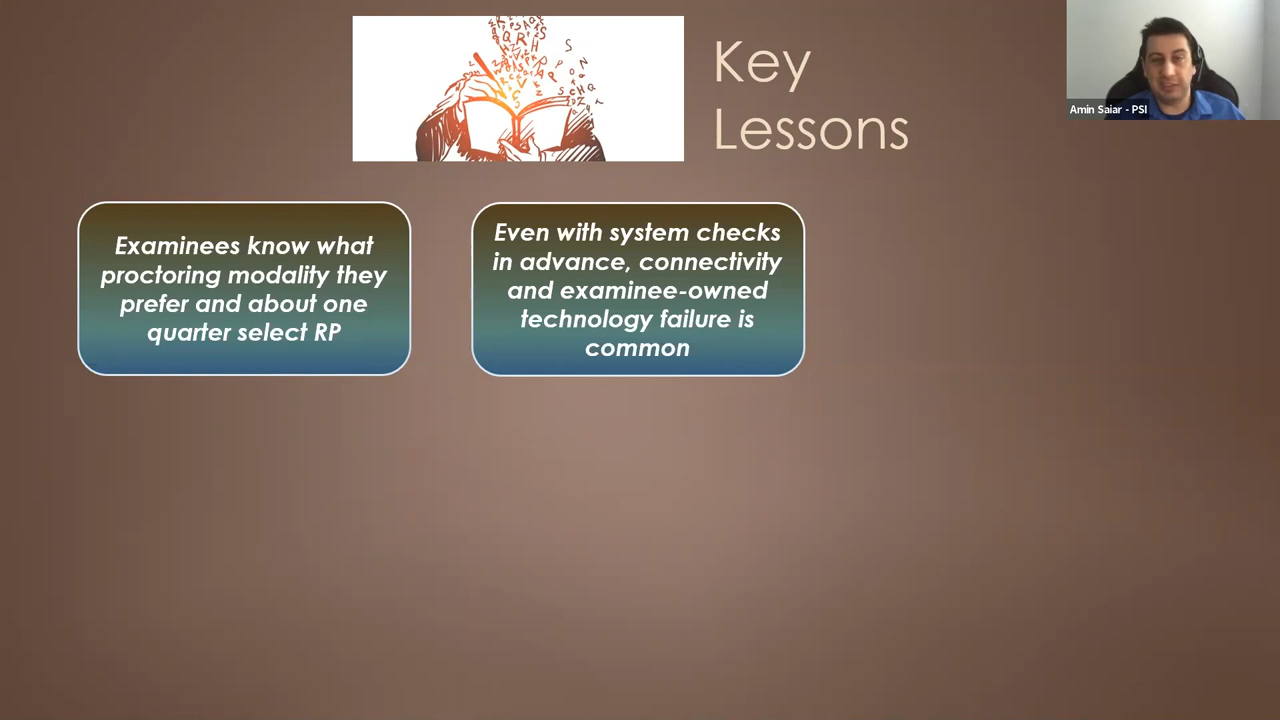 Key
Lessons
Amin Saiar - PSI
Examinees know what
proctoring modality they
prefer and about one
quarter select RP
Even with system checks
in advance, connectivity
and examinee-owned
technology failure is
common